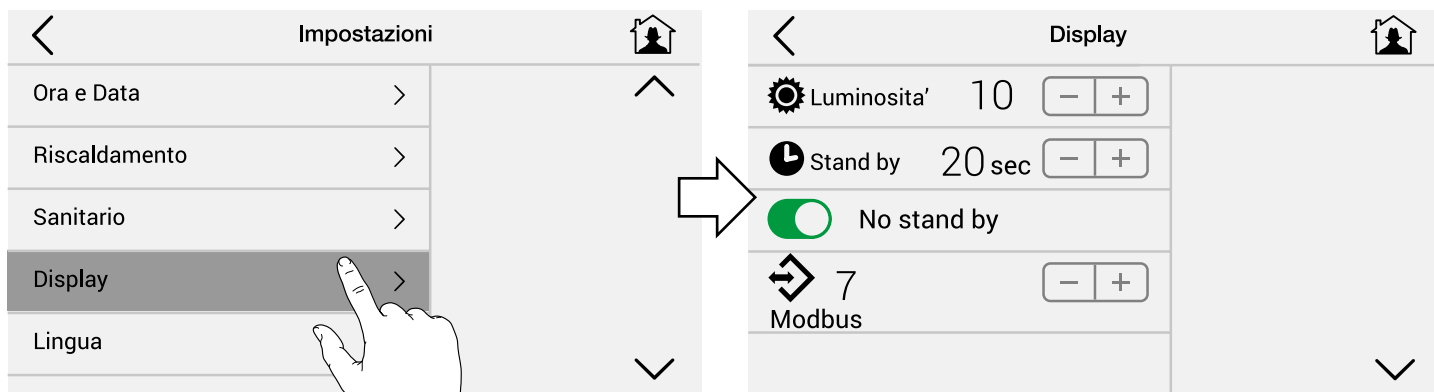 Impostazioni
Ora e Data
Riscaldamento
Sanitario
Display
Lingua
Display
Luminosita’ 10 − +
Stand by 20 sec − +
No stand by
7 − +
Modbus